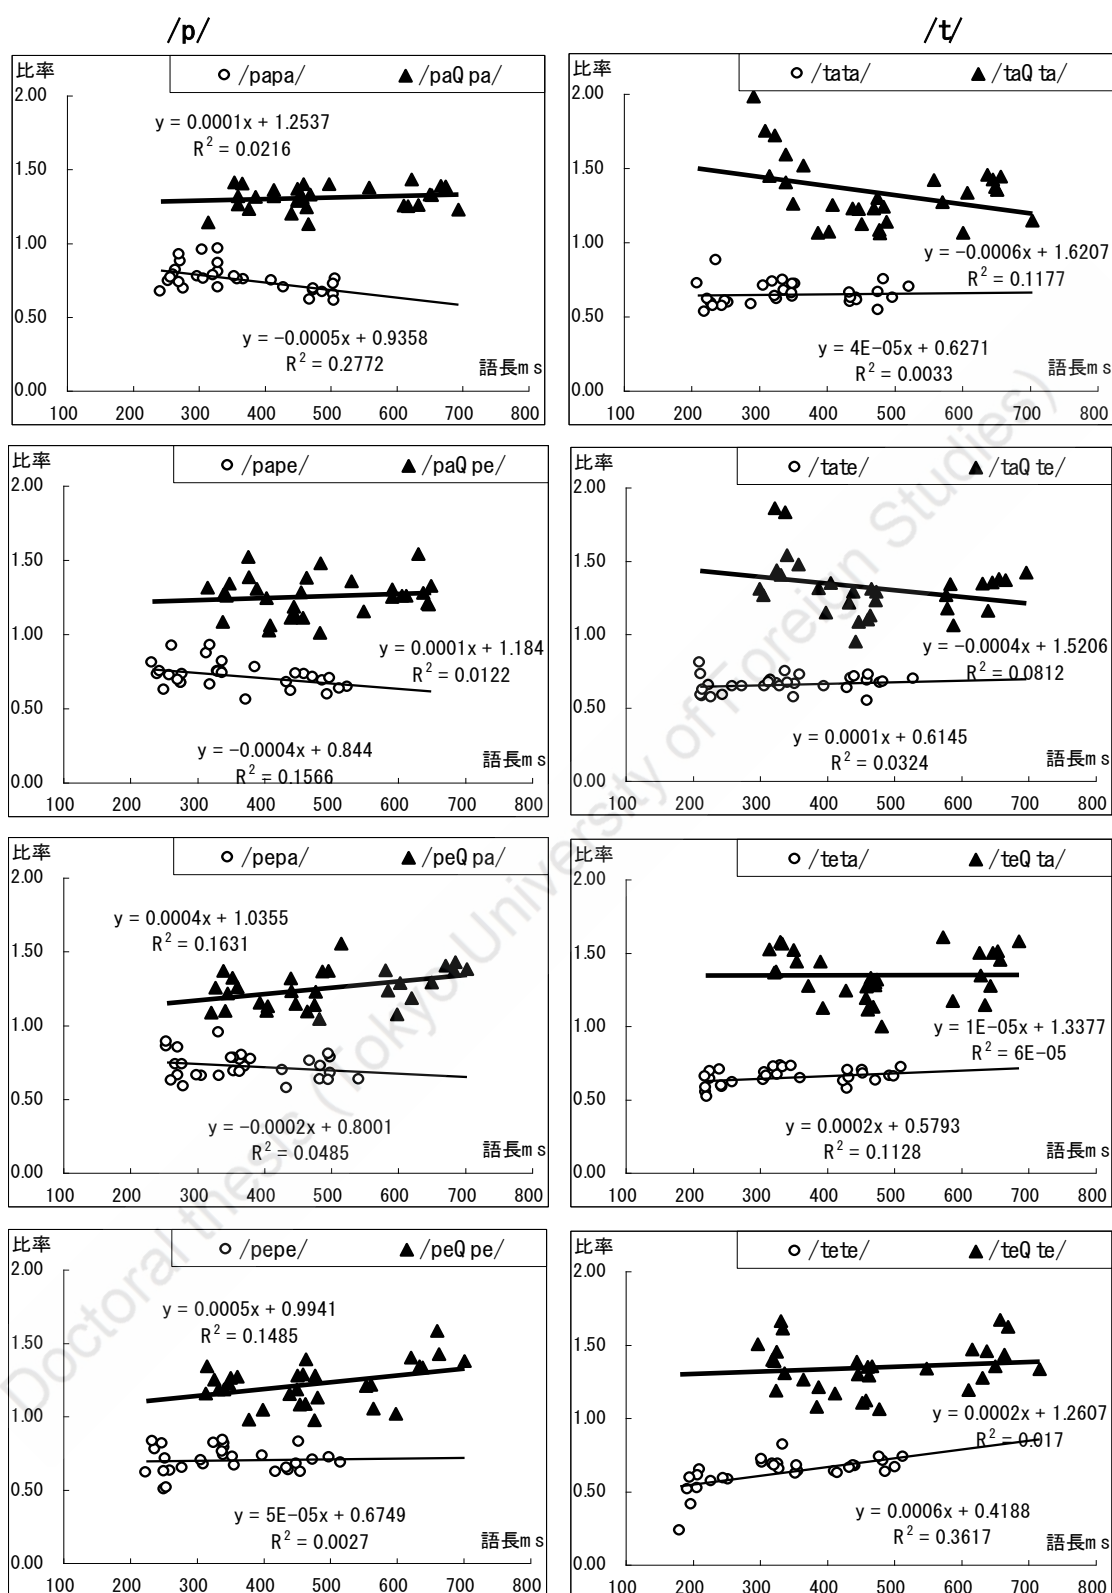 /p/
/t/
比率
/papa/ /paQpa/
2.00
1.50
1.00
0.50
0.00
y = 0.0001x + 1.2537
R² = 0.0216
y = -0.0005x + 0.9358
R² = 0.2772
語長ms
100 200 300 400 500 600 700 800
比率
/tata/ /taQta/
2.00
1.50
1.00
0.50
0.00
y = -0.0006x + 1.6207
R² = 0.1177
y = 4E-05x + 0.6271
R² = 0.0033
語長ms
100 200 300 400 500 600 700 800
比率
/pape/ /paQpe/
2.00
1.50
1.00
0.50
0.00
y = 0.0001x + 1.184
R² = 0.0122
y = -0.0004x + 0.844
R² = 0.1566
語長ms
100 200 300 400 500 600 700 800
比率
/tate/ /taQte/
2.00
1.50
1.00
0.50
0.00
y = -0.0004x + 1.5206
R² = 0.0812
y = 0.0001x + 0.6145
R² = 0.0324
語長ms
100 200 300 400 500 600 700 800
比率
/pepa/ /peQpa/
2.00
1.50
1.00
0.50
0.00
y = 0.0004x + 1.0355
R² = 0.1631
y = -0.0002x + 0.8001
R² = 0.0485
語長ms
100 200 300 400 500 600 700 800
比率
/teta/ /teQta/
2.00
1.50
1.00
0.50
0.00
y = 1E-05x + 1.3377
R² = 6E-05
y = 0.0002x + 0.5793
R² = 0.1128
語長ms
100 200 300 400 500 600 700 800
比率
/pepe/ /peQpe/
2.00
1.50
1.00
0.50
0.00
y = 0.0005x + 0.9941
R² = 0.1485
y = 5E-05x + 0.6749
R² = 0.0027
語長ms
100 200 300 400 500 600 700 800
比率
/tete/ /teQte/
2.00
1.50
1.00
0.50
0.00
y = 0.0002x + 1.2607
R² = 0.017
y = 0.0006x + 0.4188
R² = 0.3617
語長ms
100 200 300 400 500 600 700 800
Doctoral thesis (Tokyo University of Foreign Studies)